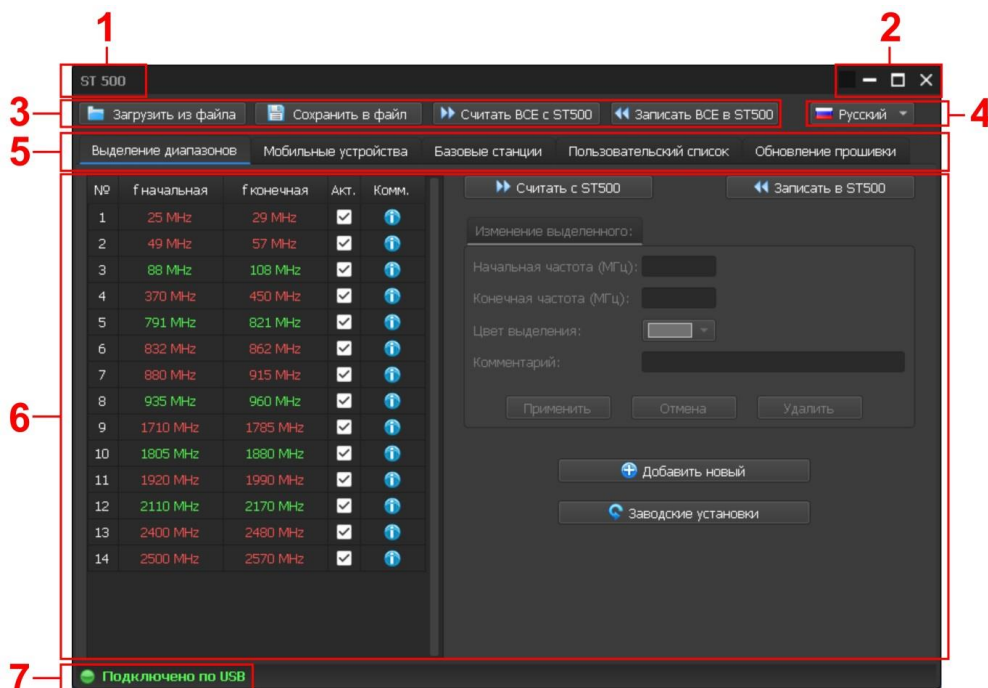 1
2
ST 500
3
Загрузить из файла Сохранить в файл Считать ВСЕ с ST500 Записать ВСЕ в ST500 Русский
4
5
Выделение диапазонов Мобильные устройства Базовые станции Пользовательский список Обновление прошивки
№ f начальная f конечная Акт. Комм.
1 25 MHz 29 MHz
2 49 MHz 57 MHz
3 88 MHz 108 MHz
4 370 MHz 450 MHz
5 791 MHz 821 MHz
6 832 MHz 862 MHz
7 880 MHz 915 MHz
8 935 MHz 960 MHz
9 1710 MHz 1785 MHz
10 1805 MHz 1880 MHz
11 1920 MHz 1990 MHz
12 2110 MHz 2170 MHz
13 2400 MHz 2480 MHz
14 2500 MHz 2570 MHz
Считать с ST500 Записать в ST500
Изменение выделенного:
Начальная частота (МГц):
Конечная частота (МГц):
Цвет выделения:
Комментарий:
Применить Отмена Удалить
Добавить новый
Заводские установки
6
7
Подключено по USB